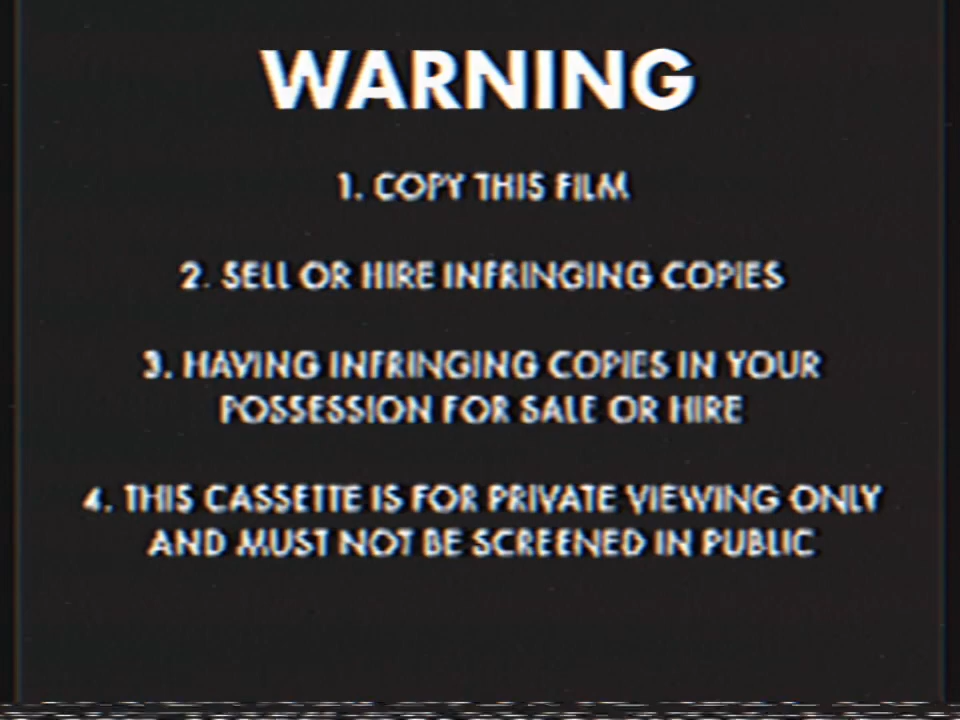 WARNING
1. COPY THIS FILM
2. SELL OR HIRE INFRINGING COPIES
3. HAVING INFRINGING COPIES IN YOUR
POSSESSION FOR SALE OR HIRE
4. THIS CASSETTE IS FOR PRIVATE VIEWING ONLY
AND MUST NOT BE SCREENED IN PUBLIC